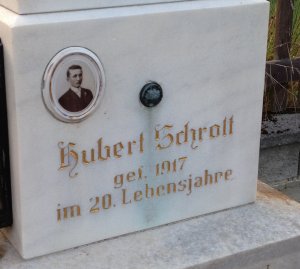 Hubert Schrott
gef. 1917
im 20. Lebensjahre